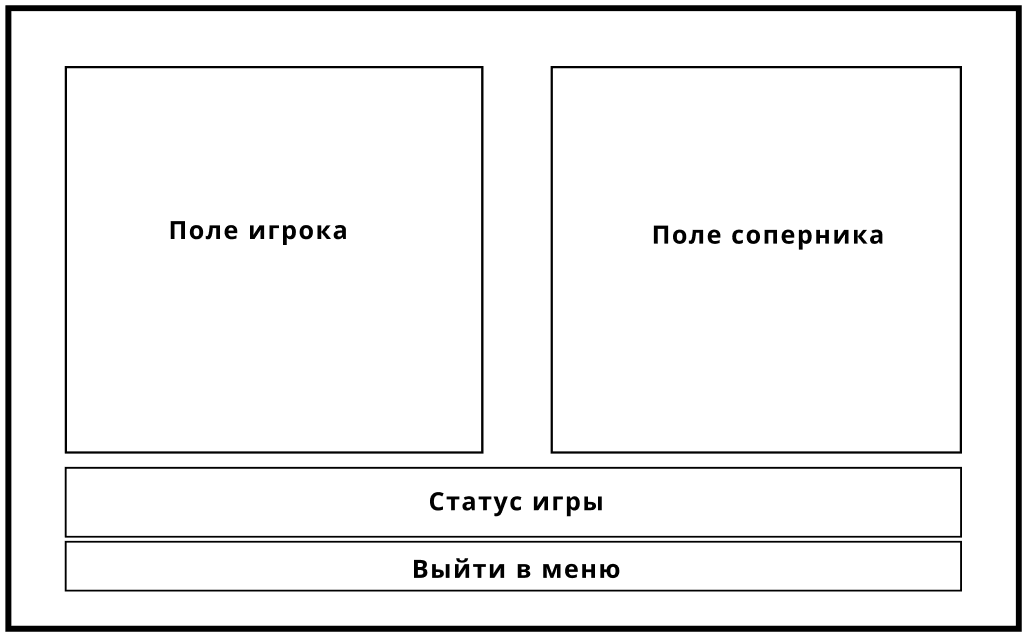 Поле игрока
Поле соперника
Статус игры
Выйти в меню